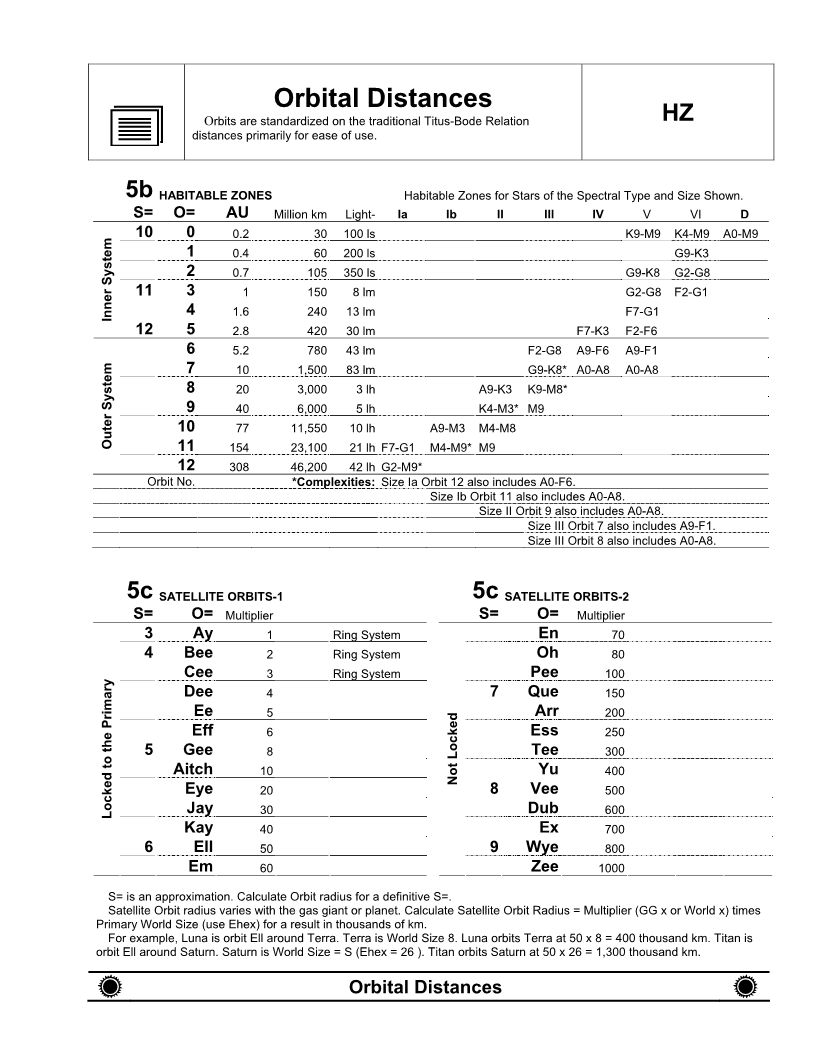 Orbital Distances
Orbits are standardized on the traditional Titus-Bode Relation
distances primarily for ease of use.
HZ
5b HABITABLE ZONES Habitable Zones for Stars of the Spectral Type and Size Shown.
S= O= AU Million km Light- Ia Ib II III IV V VI D
Inner System
10 0 0.2 30 100 ls K9-M9 K4-M9 A0-M9
1 0.4 60 200 ls G9-K3
2 0.7 105 350 ls G9-K8 G2-G8
11 3 1 150 8 lm G2-G8 F2-G1
4 1.6 240 13 lm F7-G1
12 5 2.8 420 30 lm F7-K3 F2-F6
Outer System
6 5.2 780 43 lm F2-G8 A9-F6 A9-F1
7 10 1,500 83 lm G9-K8* A0-A8 A0-A8
8 20 3,000 3 lh A9-K3 K9-M8*
9 40 6,000 5 lh K4-M3* M9
10 77 11,550 10 lh A9-M3 M4-M8
11 154 23,100 21 lh F7-G1 M4-M9* M9
12 308 46,200 42 lh G2-M9*
Orbit No. *Complexities: Size Ia Orbit 12 also includes A0-F6.
Size Ib Orbit 11 also includes A0-A8.
Size II Orbit 9 also includes A0-A8.
Size III Orbit 7 also includes A9-F1.
Size III Orbit 8 also includes A0-A8.
5c SATELLITE ORBITS-1
S= O= Multiplier
Locked to the Primary
3 Ay 1 Ring System
4 Bee 2 Ring System
Cee 3 Ring System
Dee 4
Ee 5
Eff 6
5 Gee 8
Aitch 10
Eye 20
Jay 30
Kay 40
6 Ell 50
Em 60
5c SATELLITE ORBITS-2
S= O= Multiplier
Not Locked
En 70
Oh 80
Pee 100
7 Que 150
Arr 200
Ess 250
Tee 300
Yu 400
8 Vee 500
Dub 600
Ex 700
9 Wye 800
Zee 1000
S= is an approximation. Calculate Orbit radius for a definitive S=.
Satellite Orbit radius varies with the gas giant or planet. Calculate Satellite Orbit Radius = Multiplier (GG x or World x) times
Primary World Size (use Ehex) for a result in thousands of km.
For example, Luna is orbit Ell around Terra. Terra is World Size 8. Luna orbits Terra at 50 x 8 = 400 thousand km. Titan is
orbit Ell around Saturn. Saturn is World Size = S (Ehex = 26 ). Titan orbits Saturn at 50 x 26 = 1,300 thousand km.
Orbital Distances